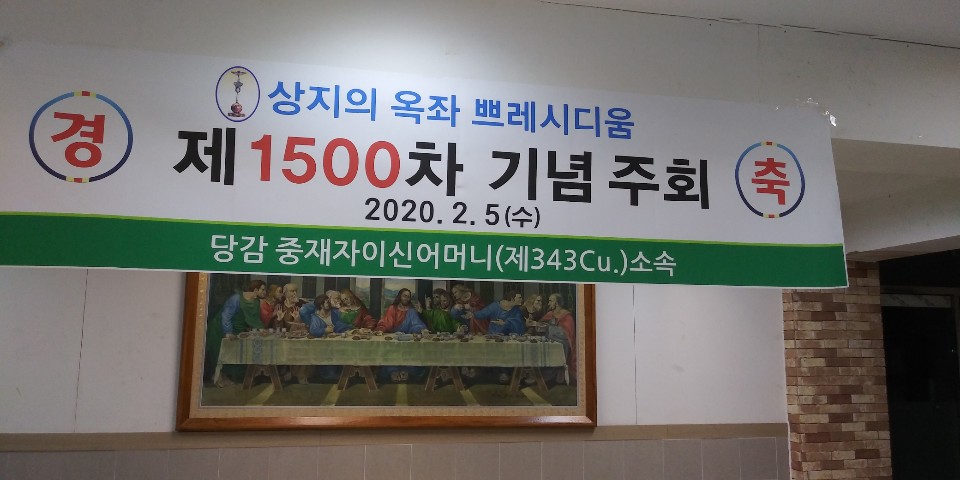 상지의 옥좌 쁘레시디움
경 제1500차 기념 주회 축
2020. 2. 5(수)
당감 중재자이신어머니(제343Cu.)소속